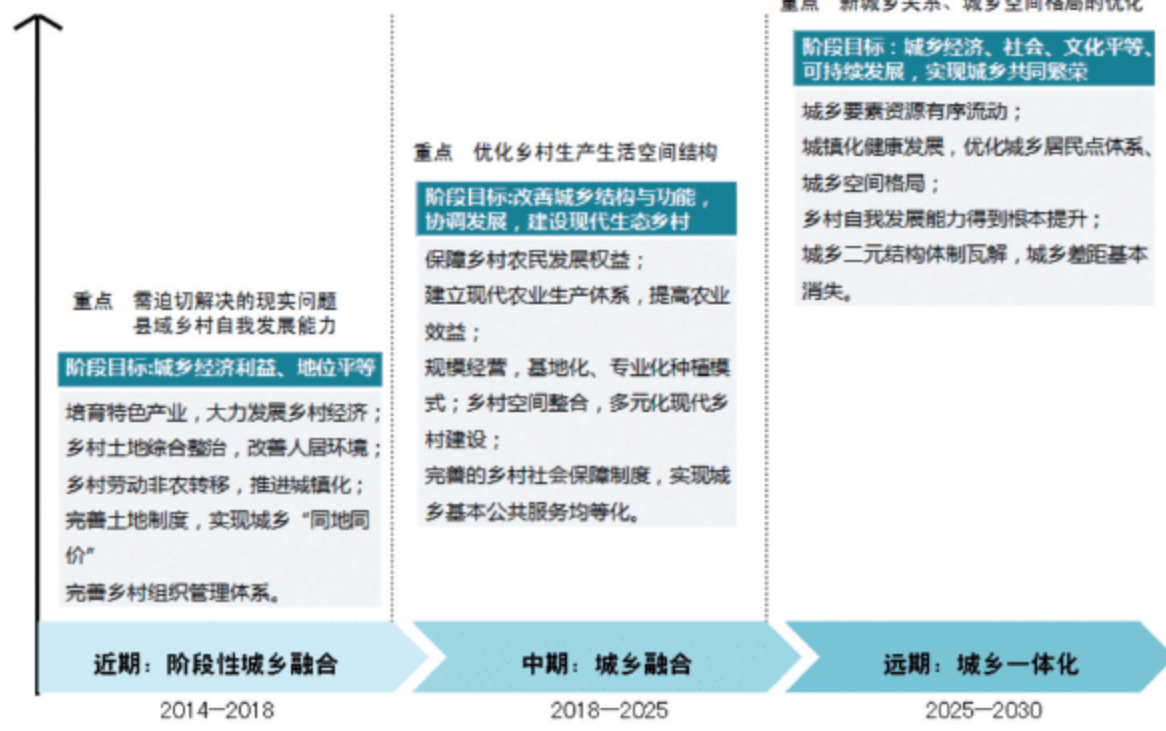 重点 需迫切解决的现实问题
县域乡村自我发展能力
阶段目标:城乡经济利益、地位平等
培育特色产业，大力发展乡村经济；
乡村土地综合整治，改善人居环境；
乡村劳动非农转移，推进城镇化；
完善土地制度，实现城乡“同地同
价”
完善乡村组织管理体系。
近期：阶段性城乡融合
2014—2018
重点 优化乡村生产生活空间结构
阶段目标:改善城乡结构与功能，
协调发展，建设现代生态乡村
保障乡村农民发展权益；
建立现代农业生产体系，提高农业
效益；
规模经营，基地化、专业化种植模
式；乡村空间整合，多元化现代乡
村建设；
完善的乡村社会保障制度，实现城
乡基本公共服务均等化。
中期：城乡融合
2018—2025
重点 新城乡关系、城乡空间格局的优化
阶段目标：城乡经济、社会、文化平等、
可持续发展，实现城乡共同繁荣
城乡要素资源有序流动；
城镇化健康发展，优化城乡居民点体系、
城乡空间格局；
乡村自我发展能力得到根本提升；
城乡二元结构体制瓦解，城乡差距基本
消失。
远期：城乡一体化
2025—2030